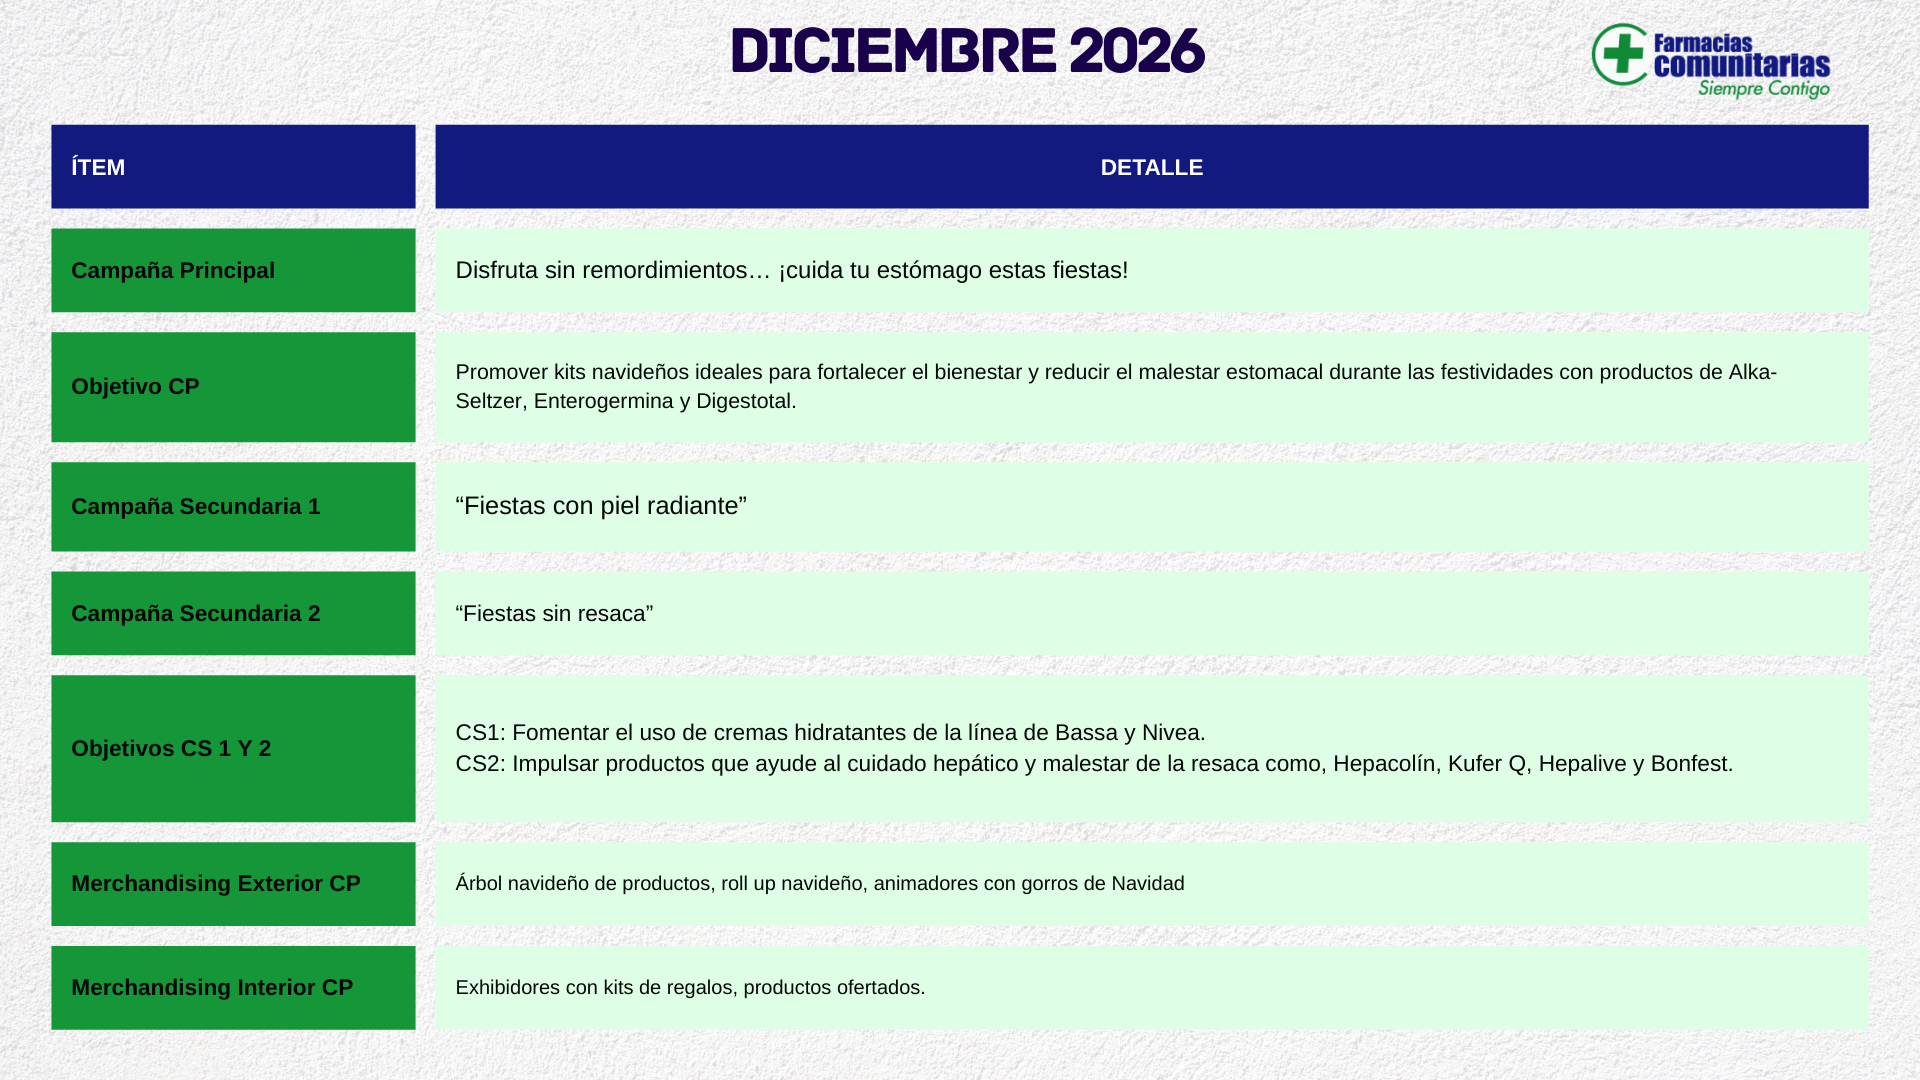 DICIEMBRE 2026
Farmacias
comunitarias
Siempre Contigo
ÍTEM
DETALLE
Campaña Principal
Disfruta sin remordimientos… ¡cuida tu estómago estas fiestas!
Objetivo CP
Promover kits navideños ideales para fortalecer el bienestar y reducir el malestar estomacal durante las festividades con productos de Alka-
Seltzer, Enterogermina y Digestotal.
Campaña Secundaria 1
“Fiestas con piel radiante”
Campaña Secundaria 2
“Fiestas sin resaca”
Objetivos CS 1 Y 2
CS1: Fomentar el uso de cremas hidratantes de la línea de Bassa y Nivea.
CS2: Impulsar productos que ayude al cuidado hepático y malestar de la resaca como, Hepacolín, Kufer Q, Hepalive y Bonfest.
Merchandising Exterior CP
Árbol navideño de productos, roll up navideño, animadores con gorros de Navidad
Merchandising Interior CP
Exhibidores con kits de regalos, productos ofertados.